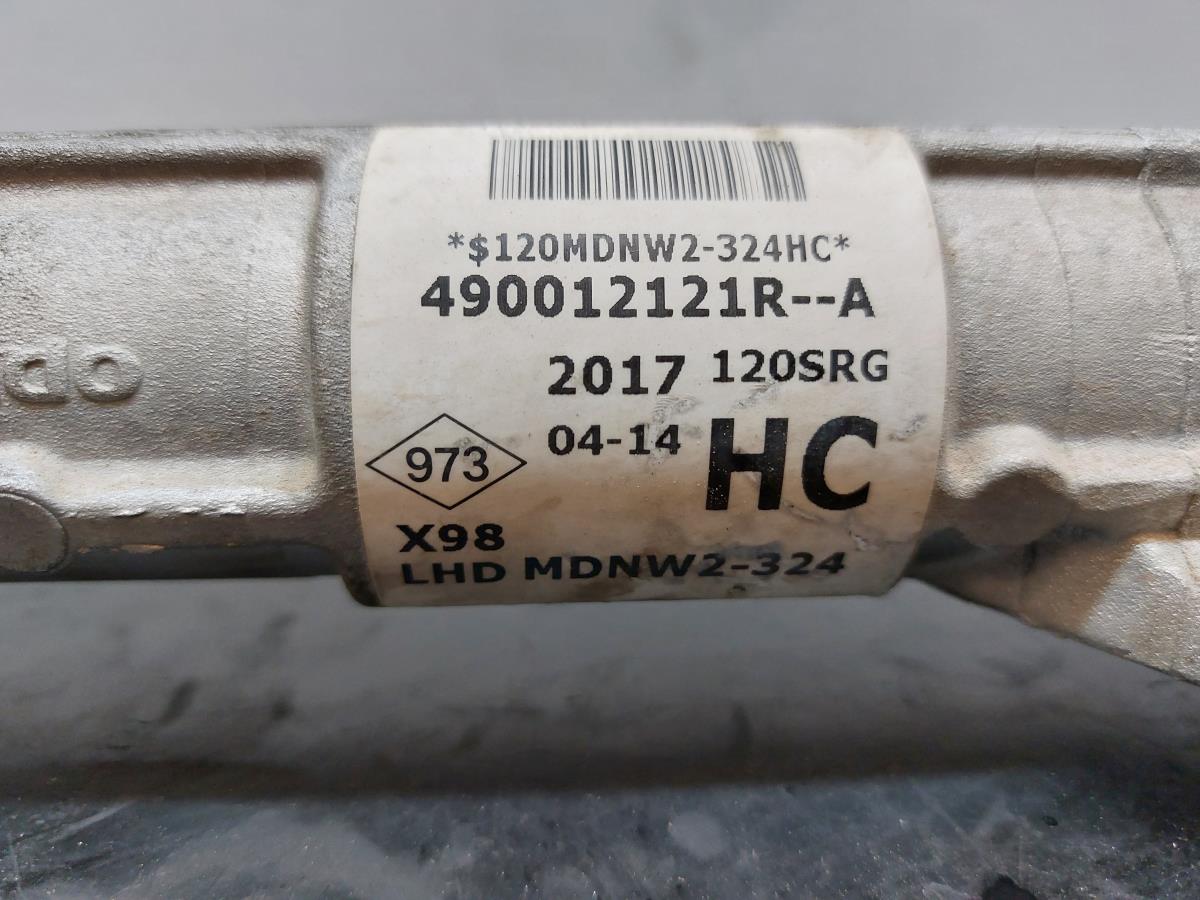 *$120MDNW2-324HC*
490012121R--A
2017 120SRG
04-14 HC
973
X98
LHD MDNW2-324